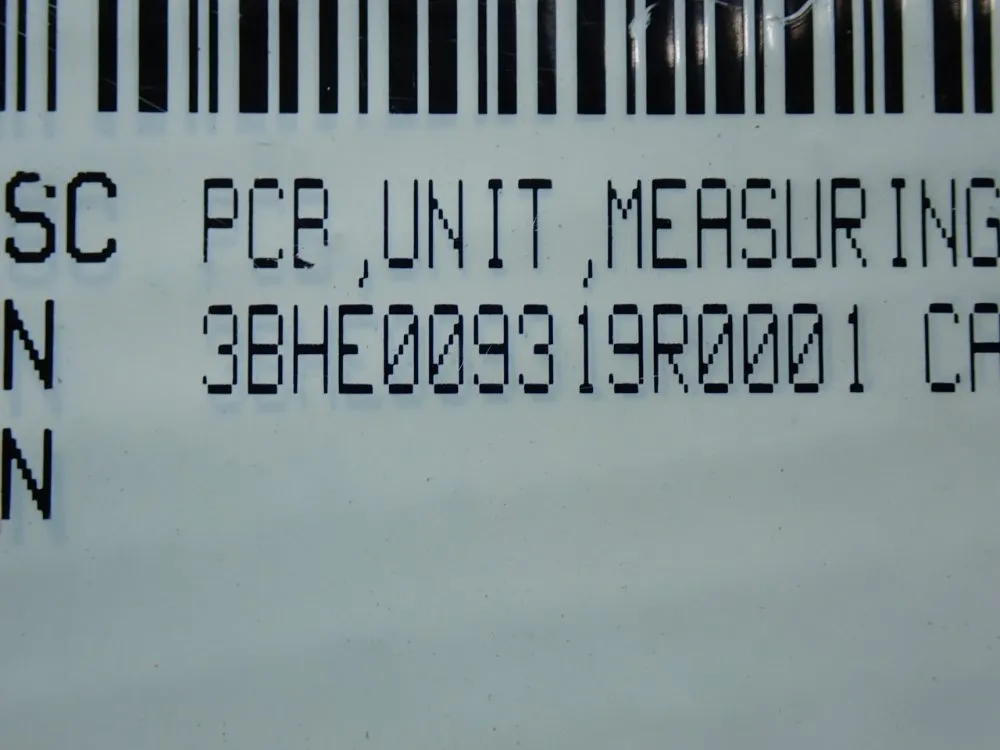 SC PCB,UNIT,MEASURING
N 3BHE009319R0001 CA
N